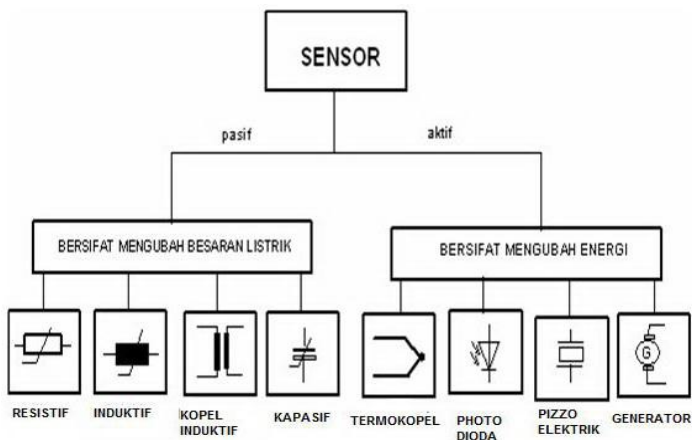 SENSOR
pasif
aktif
BERSIFAT MENGUBAH BESARAN LISTRIK
BERSIFAT MENGUBAH ENERGI
G
RESISTIF
INDUKTIF
KOPEL
INDUKTIF
KAPASIF
TERMOKOPEL
PHOTO
DIODA
PIZZO
ELEKTRIK
GENERATOR